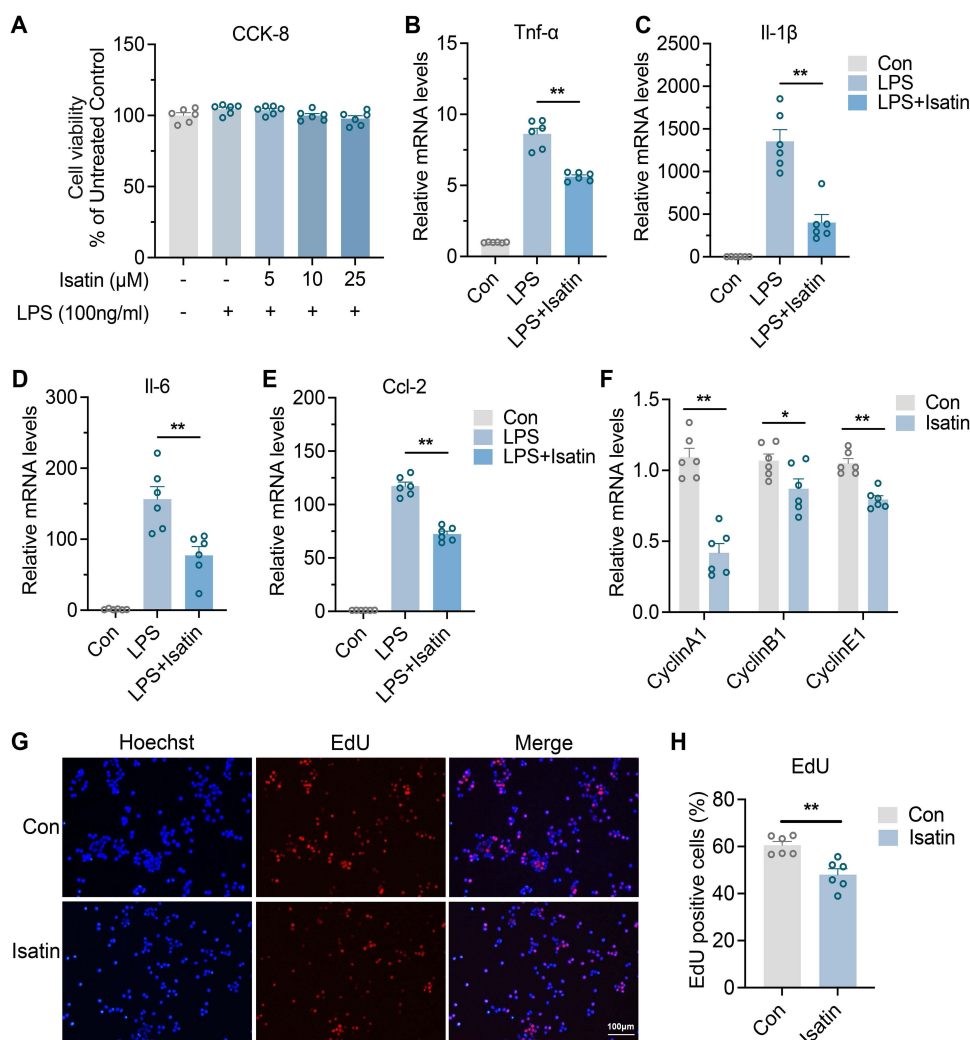 A
CCK-8
Cell viability
% of Untreated Control
150
100
50
0
Isatin (μM) - - 5 10 25
LPS (100ng/ml) - + + + +
B
Tnf-α
Relative mRNA levels
15
10
5
0
**
Con
LPS
LPS+Isatin
C
Il-1β
Relative mRNA levels
2500
2000
1500
1000
500
0
**
Con
LPS
LPS+Isatin
Con
LPS
LPS+Isatin
D
Il-6
Relative mRNA levels
300
200
100
0
**
Con
LPS
LPS+Isatin
E
Ccl-2
Relative mRNA levels
200
150
100
50
0
**
Con
LPS
LPS+Isatin
Con
LPS
LPS+Isatin
F
Relative mRNA levels
1.5
1.0
0.5
0.0
** * **
CyclinA1
CyclinB1
CyclinE1
Con
Isatin
G
Hoechst EdU Merge
Con
Isatin
100μm
H
EdU
EdU positive cells (%)
80
60
40
20
0
**
Con
Isatin
Con
Isatin